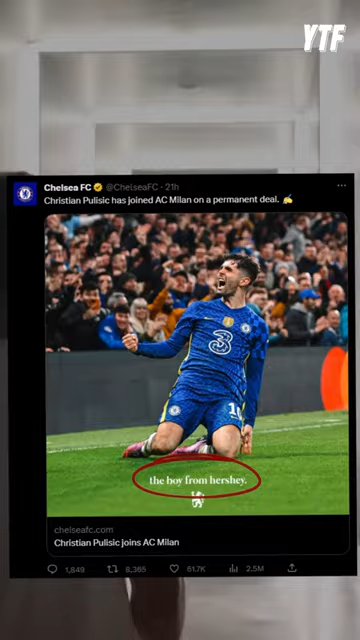 YTF
Chelsea FC @ChelseaFC · 21h
Christian Pulisic has joined AC Milan on a permanent deal. ✍️
3
10
the boy from hershey.
chelseafc.com
Christian Pulisic joins AC Milan
1,849 8,365 61.7K 2.5M